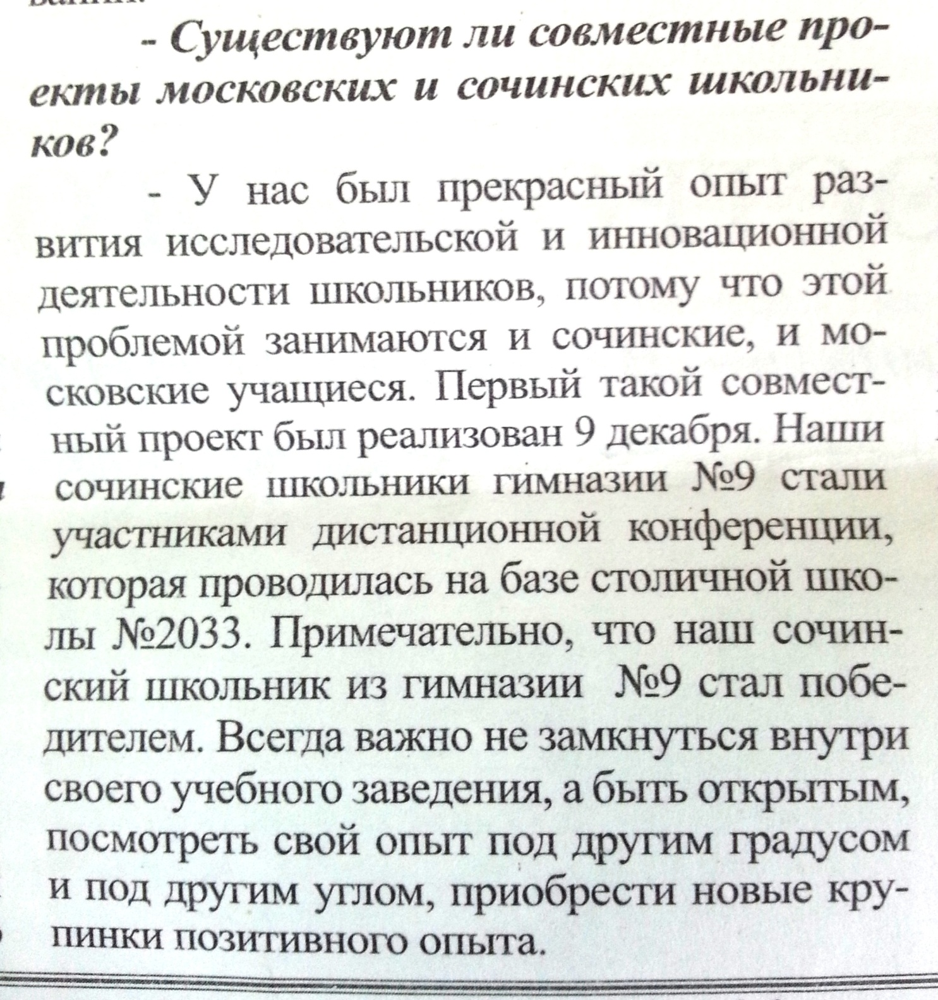 - Существуют ли совместные про-
екты московских и сочинских школьни-
ков?
- У нас был прекрасный опыт раз-
вития исследовательской и инновационной
деятельности школьников, потому что этой
проблемой занимаются и сочинские, и мо-
сковские учащиеся. Первый такой совмест-
ный проект был реализован 9 декабря. Наши
сочинские школьники гимназии №9 стали
участниками дистанционной конференции,
которая проводилась на базе столичной шко-
лы №2033. Примечательно, что наш сочин-
ский школьник из гимназии №9 стал побе-
дителем. Всегда важно не замкнуться внутри
своего учебного заведения, а быть открытым,
посмотреть свой опыт под другим градусом
и под другим углом, приобрести новые кру-
пинки позитивного опыта.